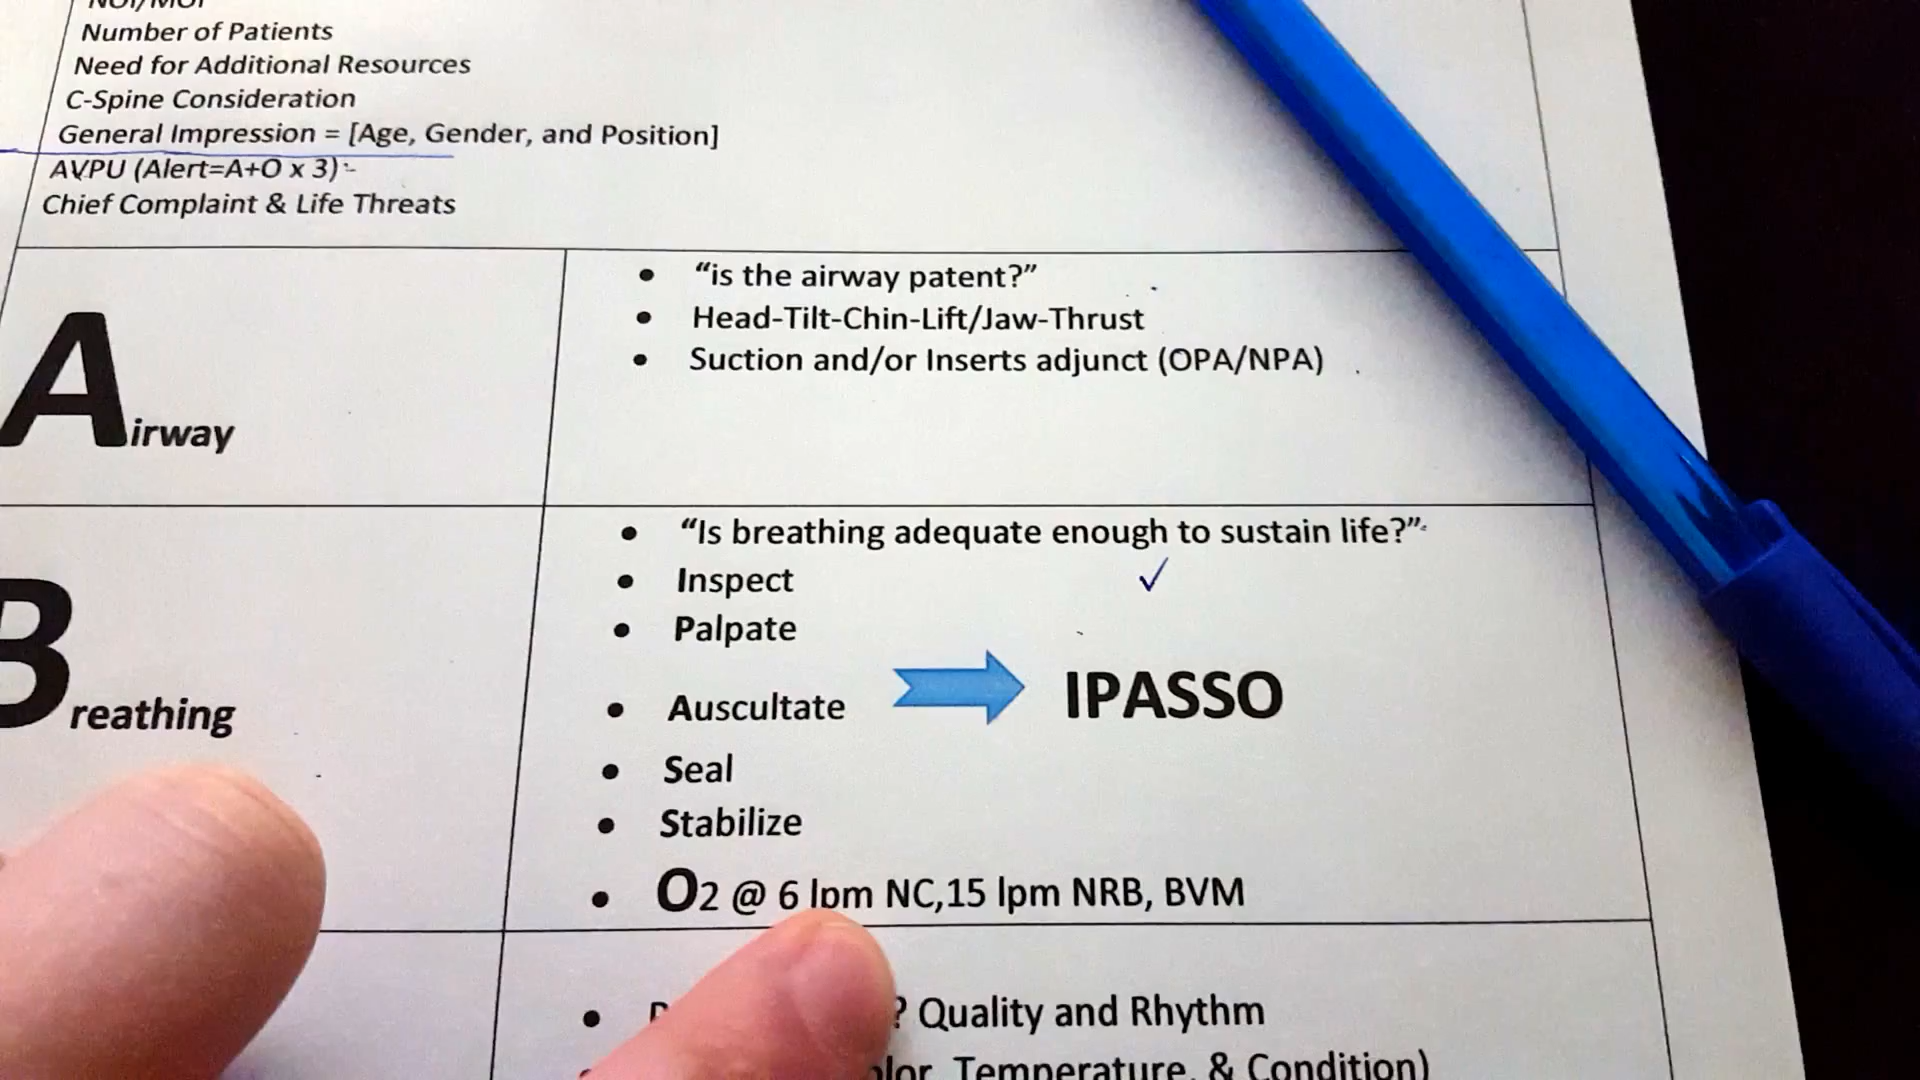 NOI/MOI
Number of Patients
Need for Additional Resources
C-Spine Consideration
General Impression = [Age, Gender, and Position]
AVPU (Alert=A+O x 3)
Chief Complaint & Life Threats
Airway
“is the airway patent?”
Head-Tilt-Chin-Lift/Jaw-Thrust
Suction and/or Inserts adjunct (OPA/NPA)
Breathing
“Is breathing adequate enough to sustain life?”
Inspect
Palpate
Auscultate
IPASSO
Seal
Stabilize
O2 @ 6 lpm NC,15 lpm NRB, BVM
? Quality and Rhythm
Temperature, & Condition)